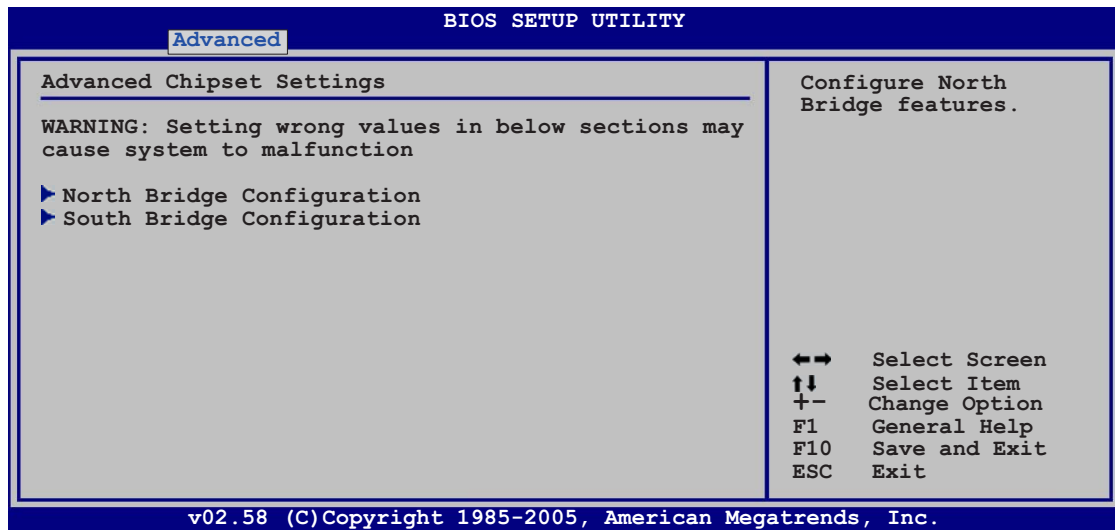 BIOS SETUP UTILITY
Advanced
Advanced Chipset Settings
WARNING: Setting wrong values in below sections may
cause system to malfunction
North Bridge Configuration
South Bridge Configuration
Configure North
Bridge features.
Select Screen
Select Item
+- Change Option
F1 General Help
F10 Save and Exit
ESC Exit
v02.58 (C)Copyright 1985-2005, American Megatrends, Inc.